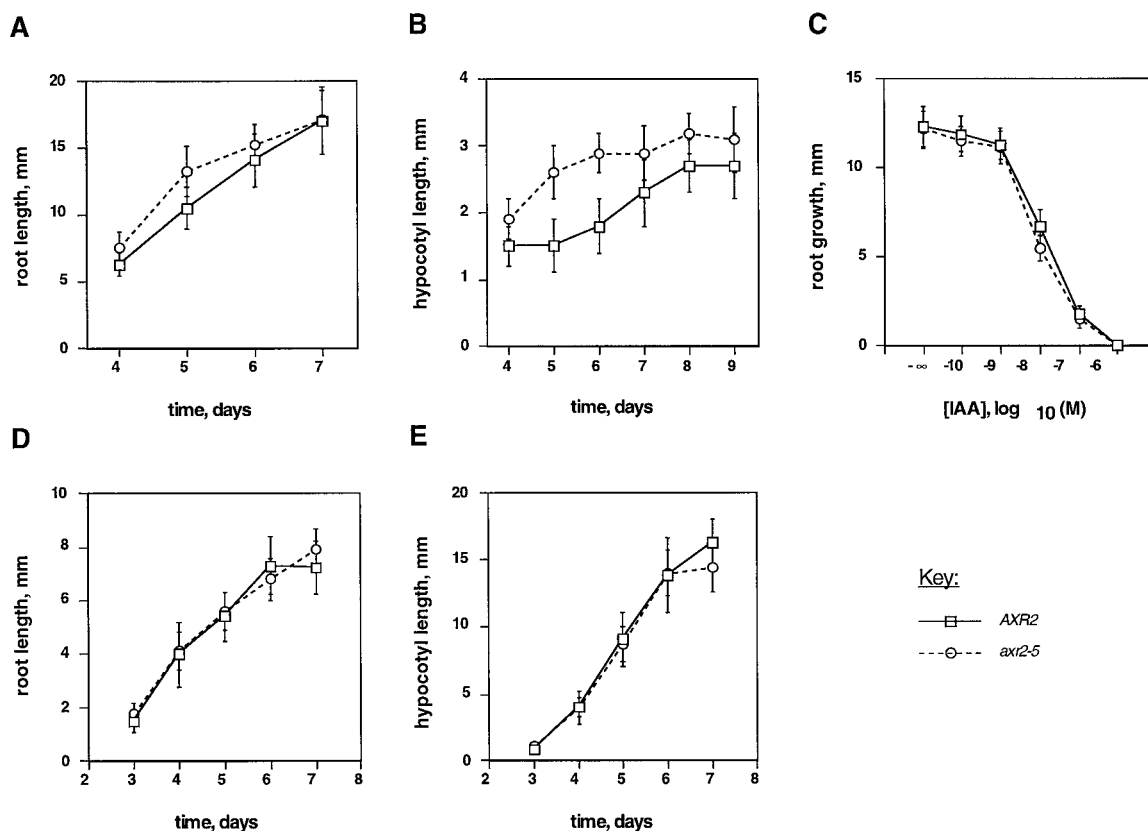 A
root length, mm
20
15
10
5
0
4 5 6 7
time, days
B
hypocotyl length, mm
4
3
2
1
0
4 5 6 7 8 9
time, days
C
root growth, mm
15
10
5
0
-∞ -10 -9 -8 -7 -6
[IAA], log 10 (M)
D
root length, mm
10
8
6
4
2
0
2 3 4 5 6 7 8
time, days
E
hypocotyl length, mm
20
15
10
5
0
2 3 4 5 6 7 8
time, days
Key:
AXR2
axr2-5